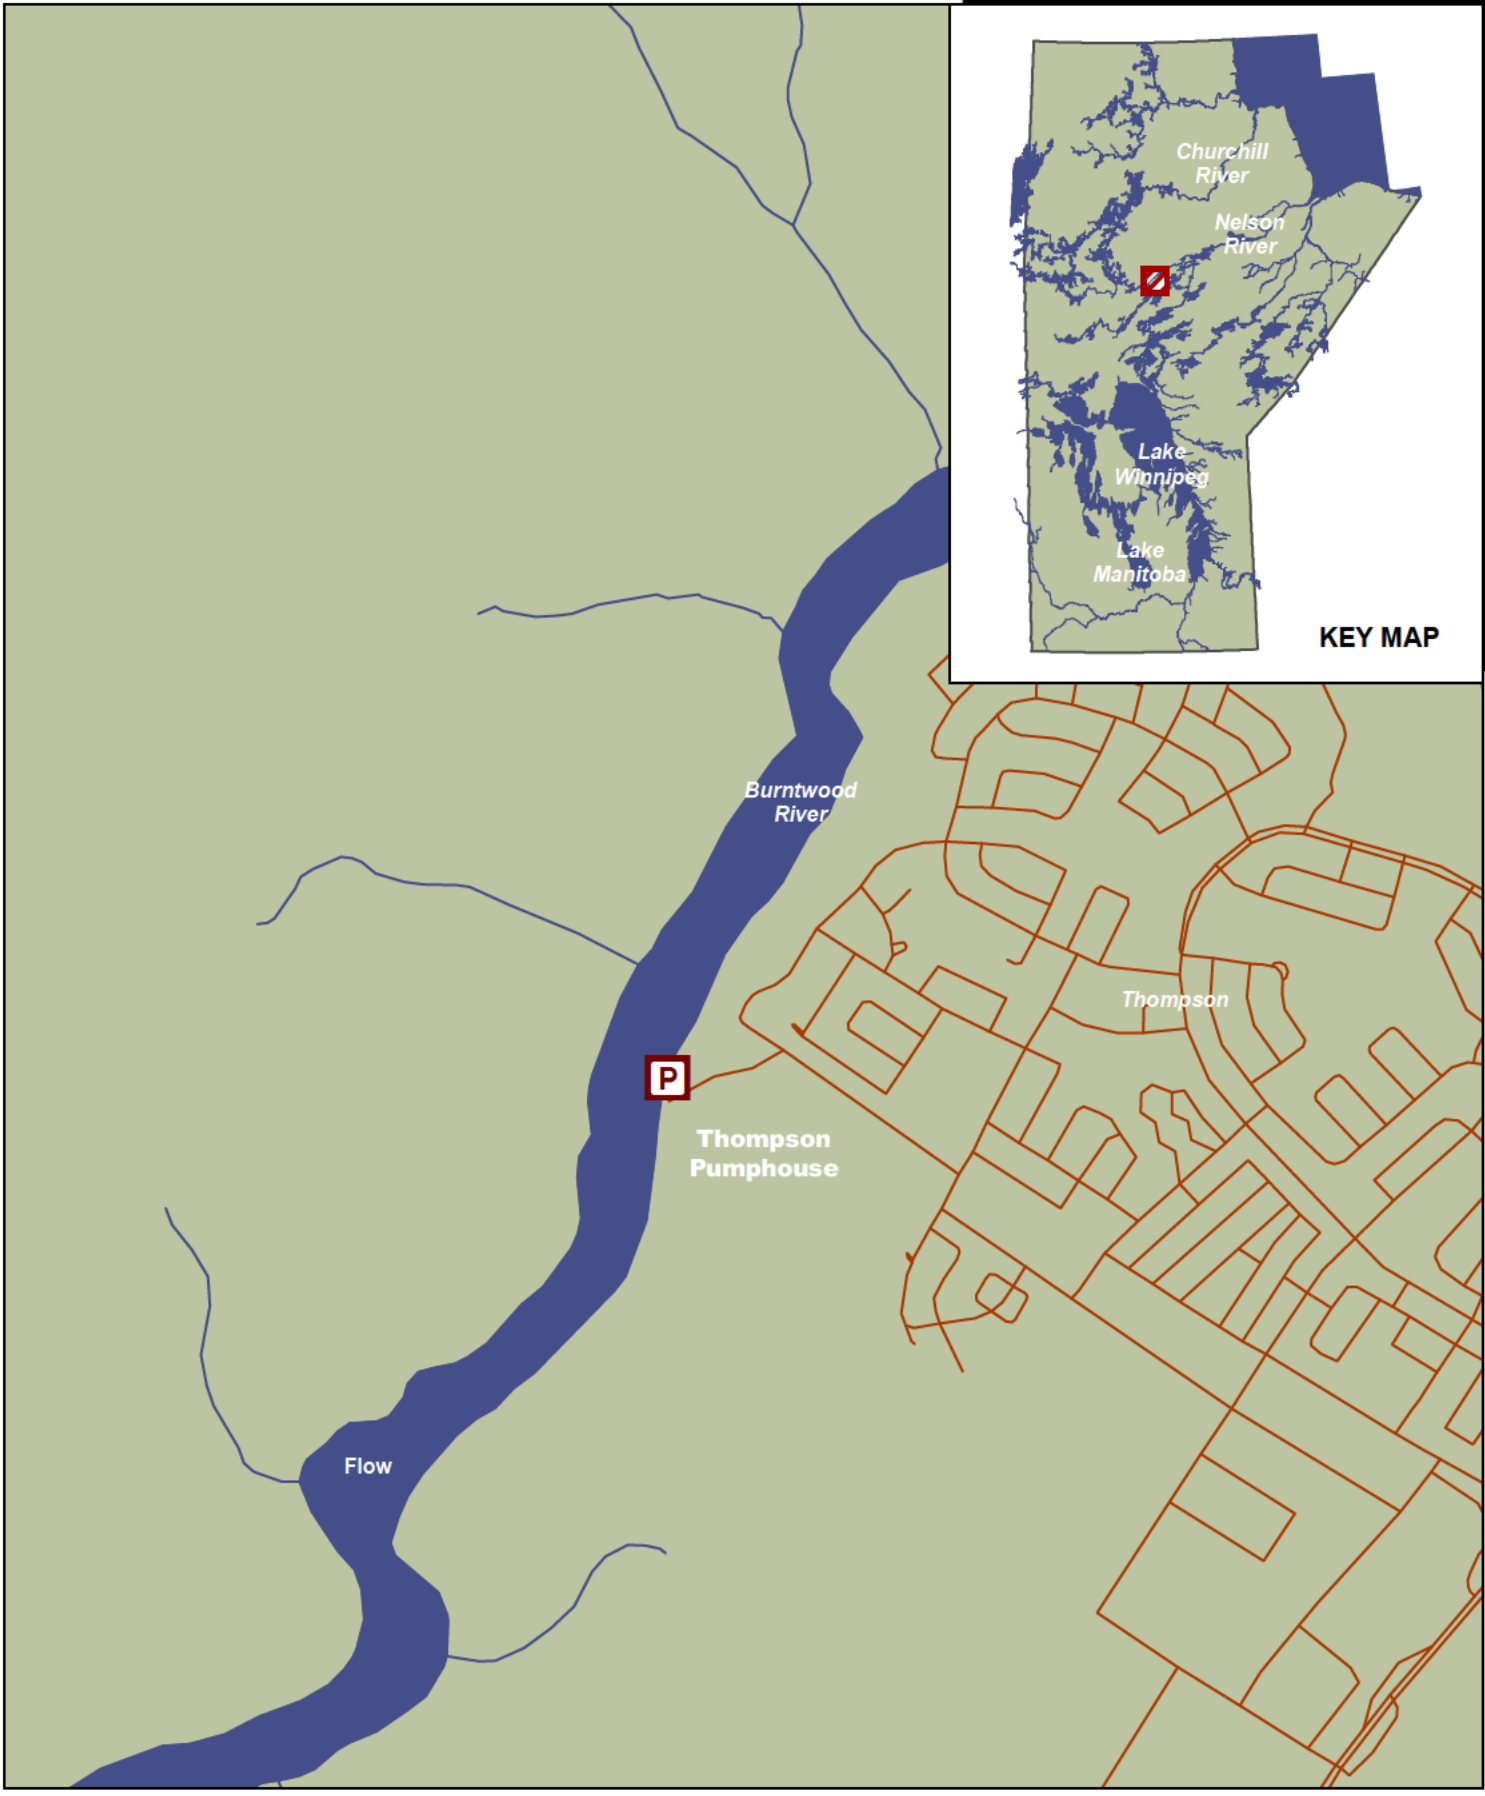 Churchill
River
Nelson
River
Lake
Winnipeg
Lake
Manitoba
KEY MAP
Burntwood
River
Thompson
P
Thompson
Pumphouse
Flow